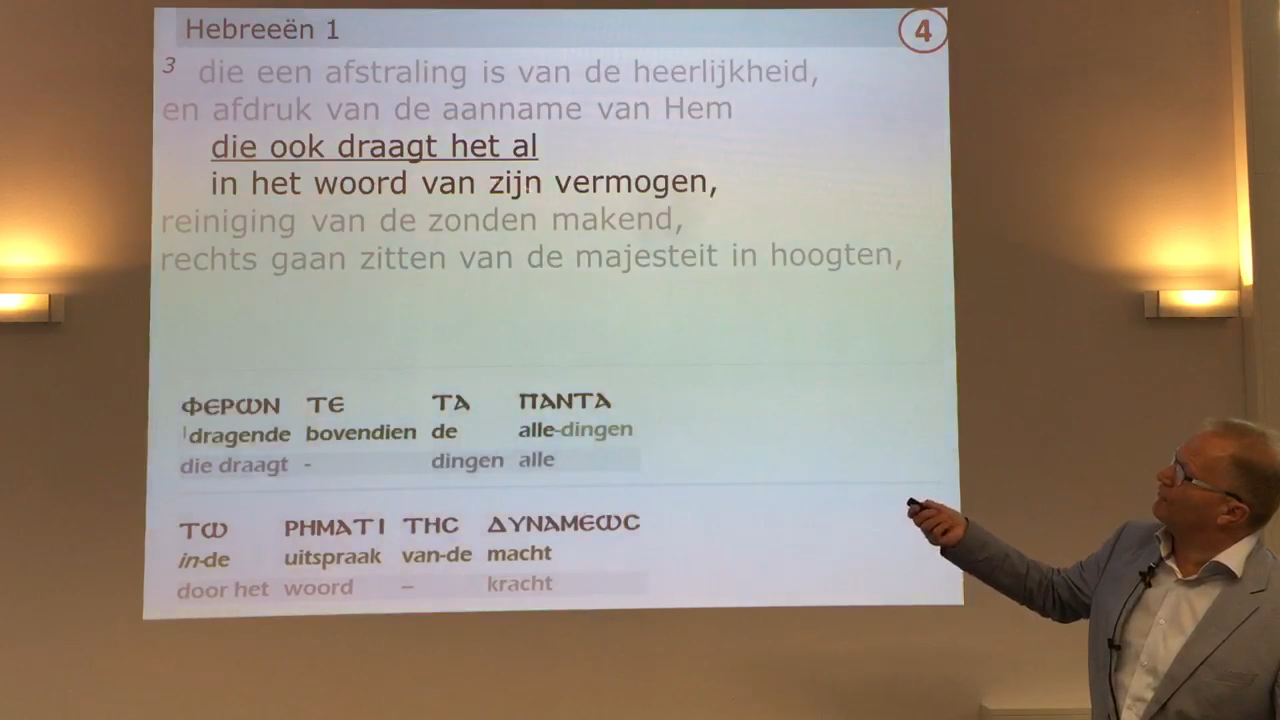 Hebreeën 1
4
3 die een afstraling is van de heerlijkheid,
en afdruk van de aanname van Hem
die ook draagt het al
in het woord van zijn vermogen,
reiniging van de zonden makend,
rechts gaan zitten van de majesteit in hoogten,
ΦΕΡΩΝ ΤΕ ΤΑ ΠΑΝΤΑ
|dragende bovendien de alle-dingen
die draagt - dingen alle
ΤΩ ΡΗΜΑΤΙ ΤΗϹ ΔΥΝΑΜΕΩϹ
in-de uitspraak van-de macht
door het woord – kracht